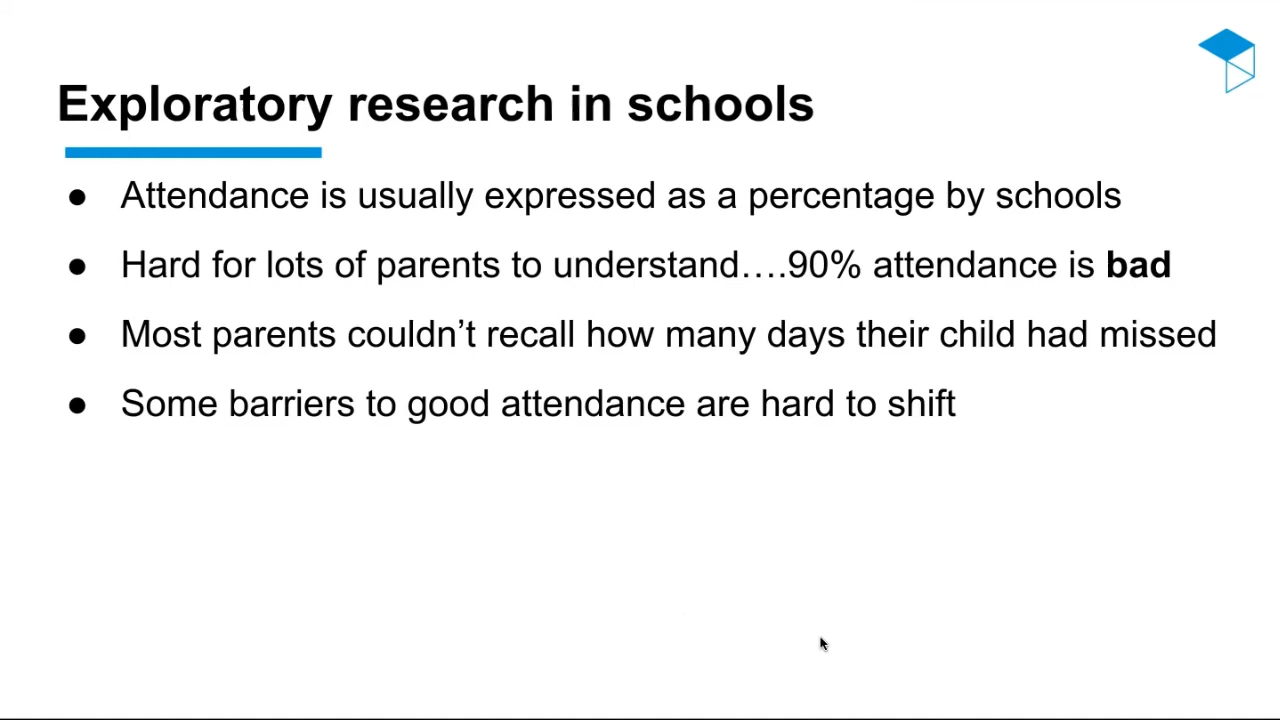 Exploratory research in schools
● Attendance is usually expressed as a percentage by schools
● Hard for lots of parents to understand….90% attendance is bad
● Most parents couldn’t recall how many days their child had missed
● Some barriers to good attendance are hard to shift